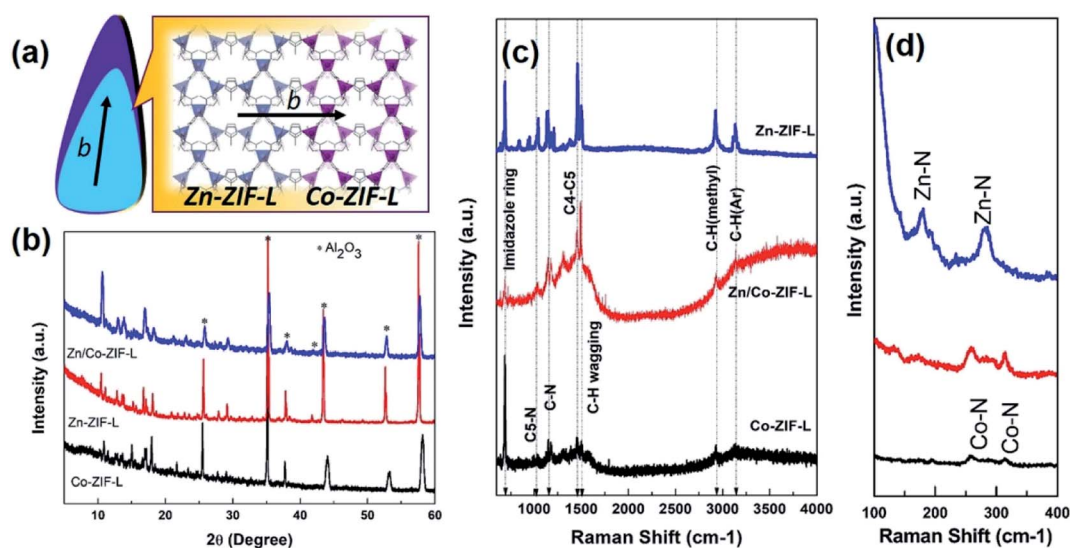 (a)
b
b
Zn-ZIF-L
Co-ZIF-L
(b)
* Al2O3
*
*
*
*
*
*
*
Zn/Co-ZIF-L
Zn-ZIF-L
Co-ZIF-L
Intensity (a.u.)
10 20 30 40 50 60
2θ (Degree)
(c)
Zn-ZIF-L
Imidazole ring
C4-C5
C-H(methyl)
C-H(Ar)
Zn/Co-ZIF-L
C5-N
C-N
C-H wagging
Co-ZIF-L
Intensity (a.u.)
1000 1500 2000 2500 3000 3500 4000
Raman Shift (cm-1)
(d)
Zn-N
Zn-N
Co-N
Co-N
Intensity (a.u.)
100 200 300 400
Raman Shift (cm-1)